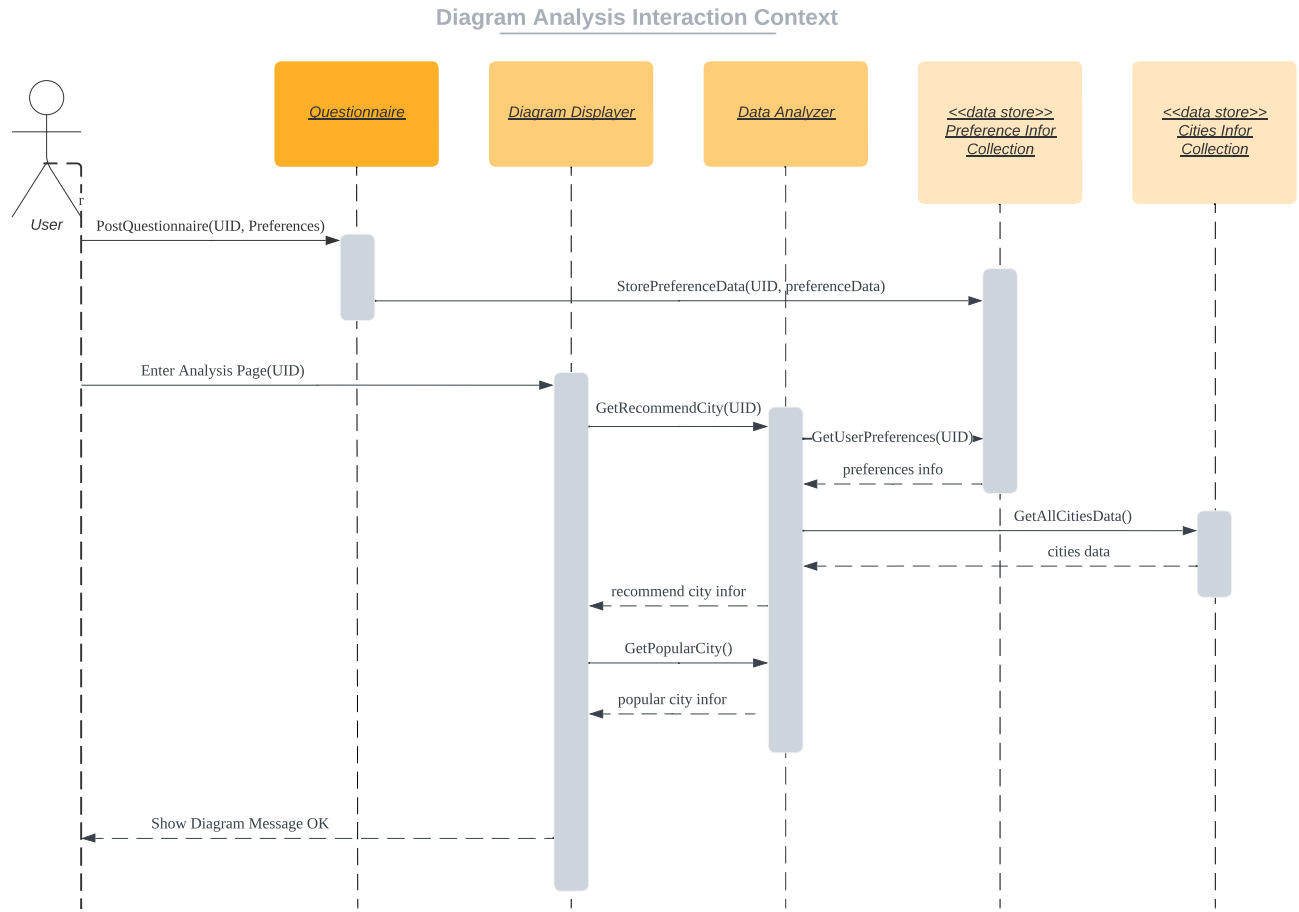 Diagram Analysis Interaction Context
Questionnaire
Diagram Displayer
Data Analyzer
<<data store>>
Preference Infor
Collection
<<data store>>
Cities Infor
Collection
r
User
PostQuestionnaire(UID, Preferences)
StorePreferenceData(UID, preferenceData)
Enter Analysis Page(UID)
GetRecommendCity(UID)
GetUserPreferences(UID)
preferences info
GetAllCitiesData()
cities data
recommend city infor
GetPopularCity()
popular city infor
Show Diagram Message OK